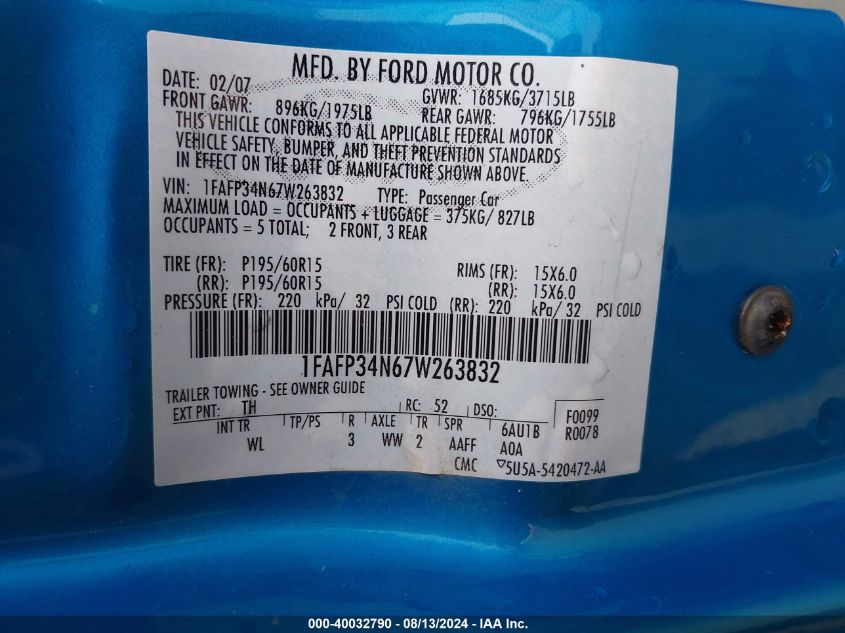 MFD. BY FORD MOTOR CO.
DATE: 02/07 GVWR: 1685KG/3715LB
FRONT GAWR: 896KG/1975LB REAR GAWR: 796KG/1755LB
THIS VEHICLE CONFORMS TO ALL APPLICABLE FEDERAL MOTOR
VEHICLE SAFETY, BUMPER, AND THEFT PREVENTION STANDARDS
IN EFFECT ON THE DATE OF MANUFACTURE SHOWN ABOVE.
VIN: 1FAFP34N67W263832 TYPE: Passenger Car
MAXIMUM LOAD = OCCUPANTS + LUGGAGE = 375KG/ 827LB
OCCUPANTS = 5 TOTAL; 2 FRONT, 3 REAR
TIRE (FR): P195/60R15 RIMS (FR): 15X6.0
(RR): P195/60R15 (RR): 15X6.0
PRESSURE (FR): 220 kPa/ 32 PSI COLD (RR): 220 kPa/ 32 PSI COLD
1FAFP34N67W263832
TRAILER TOWING - SEE OWNER GUIDE
EXT PNT: TH RC: 52 DSO: F0099
INT TR TP/PS R AXLE TR SPR 6AU1B R0078
WL 3 WW 2 AAFF A0A
CMC ▽5U5A-5420472-AA
000-40032790 - 08/13/2024 - IAA Inc.